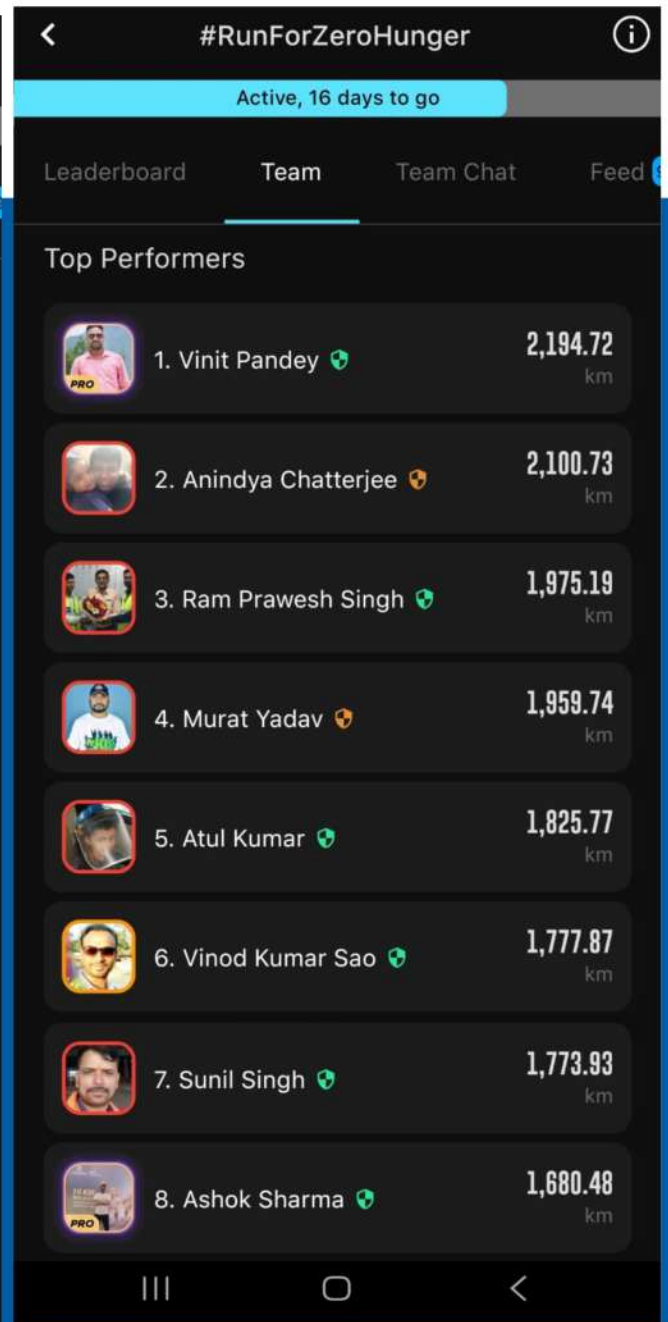 #RunForZeroHunger
Active, 16 days to go
Leaderboard Team Team Chat Feed
Top Performers
1. Vinit Pandey 2,194.72
km
PRO
2. Anindya Chatterjee 2,100.73
km
3. Ram Prawesh Singh 1,975.19
km
4. Murat Yadav 1,959.74
km
5. Atul Kumar 1,825.77
km
6. Vinod Kumar Sao 1,777.87
km
7. Sunil Singh 1,773.93
km
8. Ashok Sharma 1,680.48
km
PRO